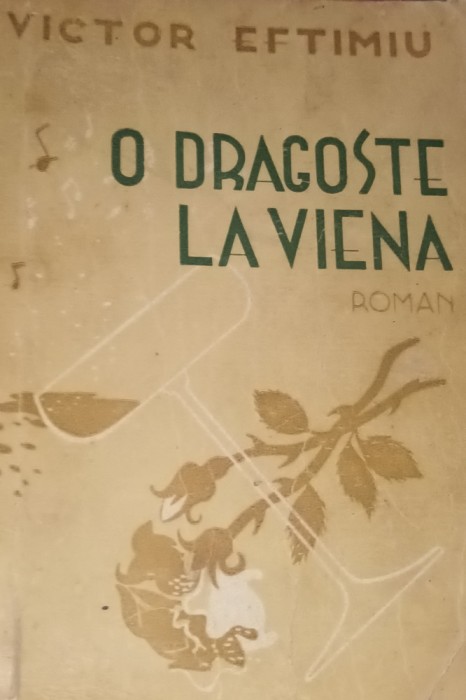 VICTOR EFTIMIU
O DRAGOSTE
LA VIENA
ROMAN